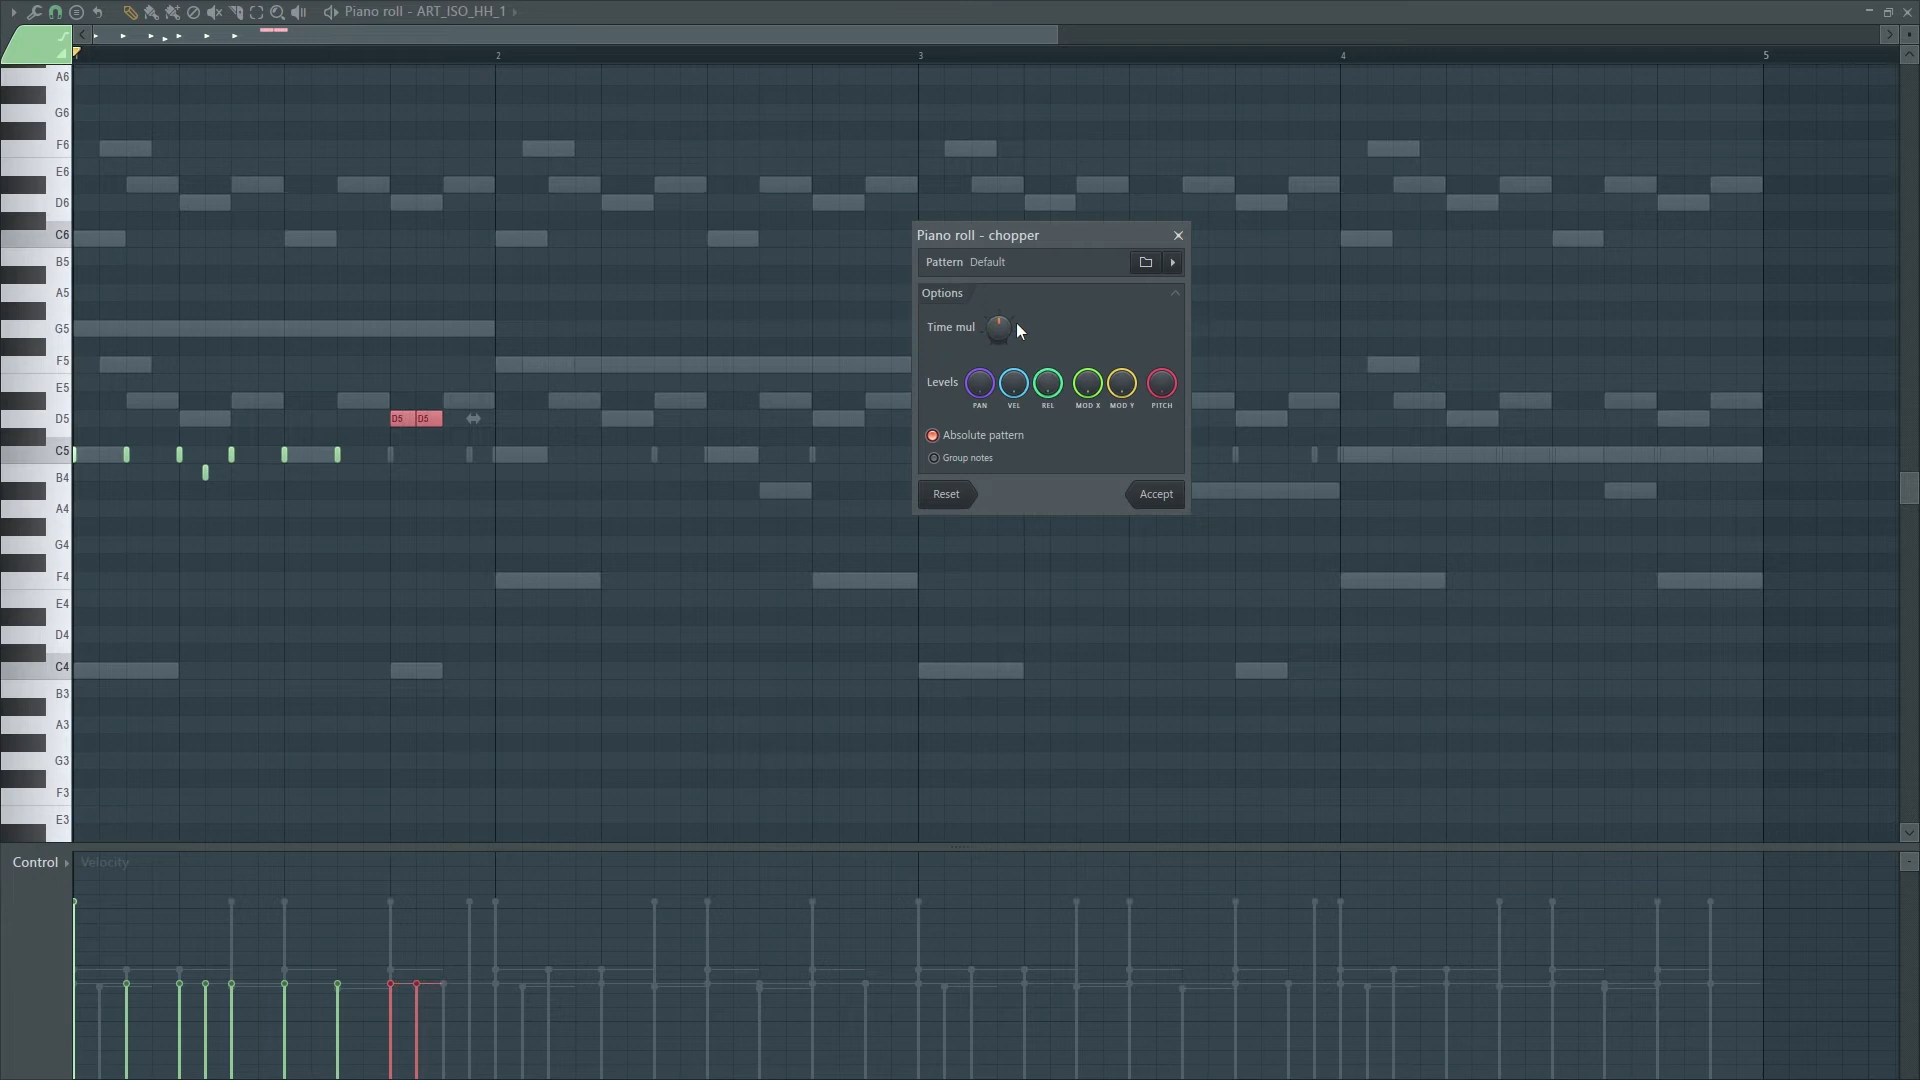 Piano roll - ART_ISO_HH_1
2
3
4
5
A6
G6
F6
E6
D6
C6
B5
A5
G5
F5
E5
D5
C5
B4
A4
G4
F4
E4
D4
C4
B3
A3
G3
F3
E3
D5 D5
Piano roll - chopper
Pattern Default
Options
Time mul
Levels
PAN VEL REL MOD X MOD Y PITCH
Absolute pattern
Group notes
Reset Accept
Control Velocity